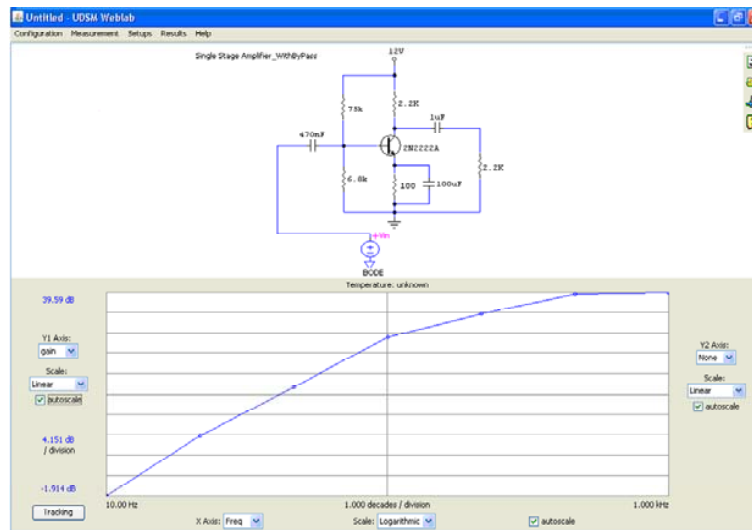 Untitled - UDSM Weblab
Configuration Measurement Setups Results Help
Single Stage Amplifier_WithByPass
12V
75k
2.2K
1uF
470nF
2N2222A
2.2K
6.8k
100
100uF
+Vin
BODE
Temperature: unknown
39.59 dB
Y1 Axis:
gain
Scale:
Linear
autoscale
4.151 dB
/ division
-1.914 dB
Tracking
Y2 Axis:
None
Scale:
Linear
autoscale
10.00 Hz
1.000 decades / division
1.000 kHz
X Axis: Freq
Scale: Logarithmic
autoscale